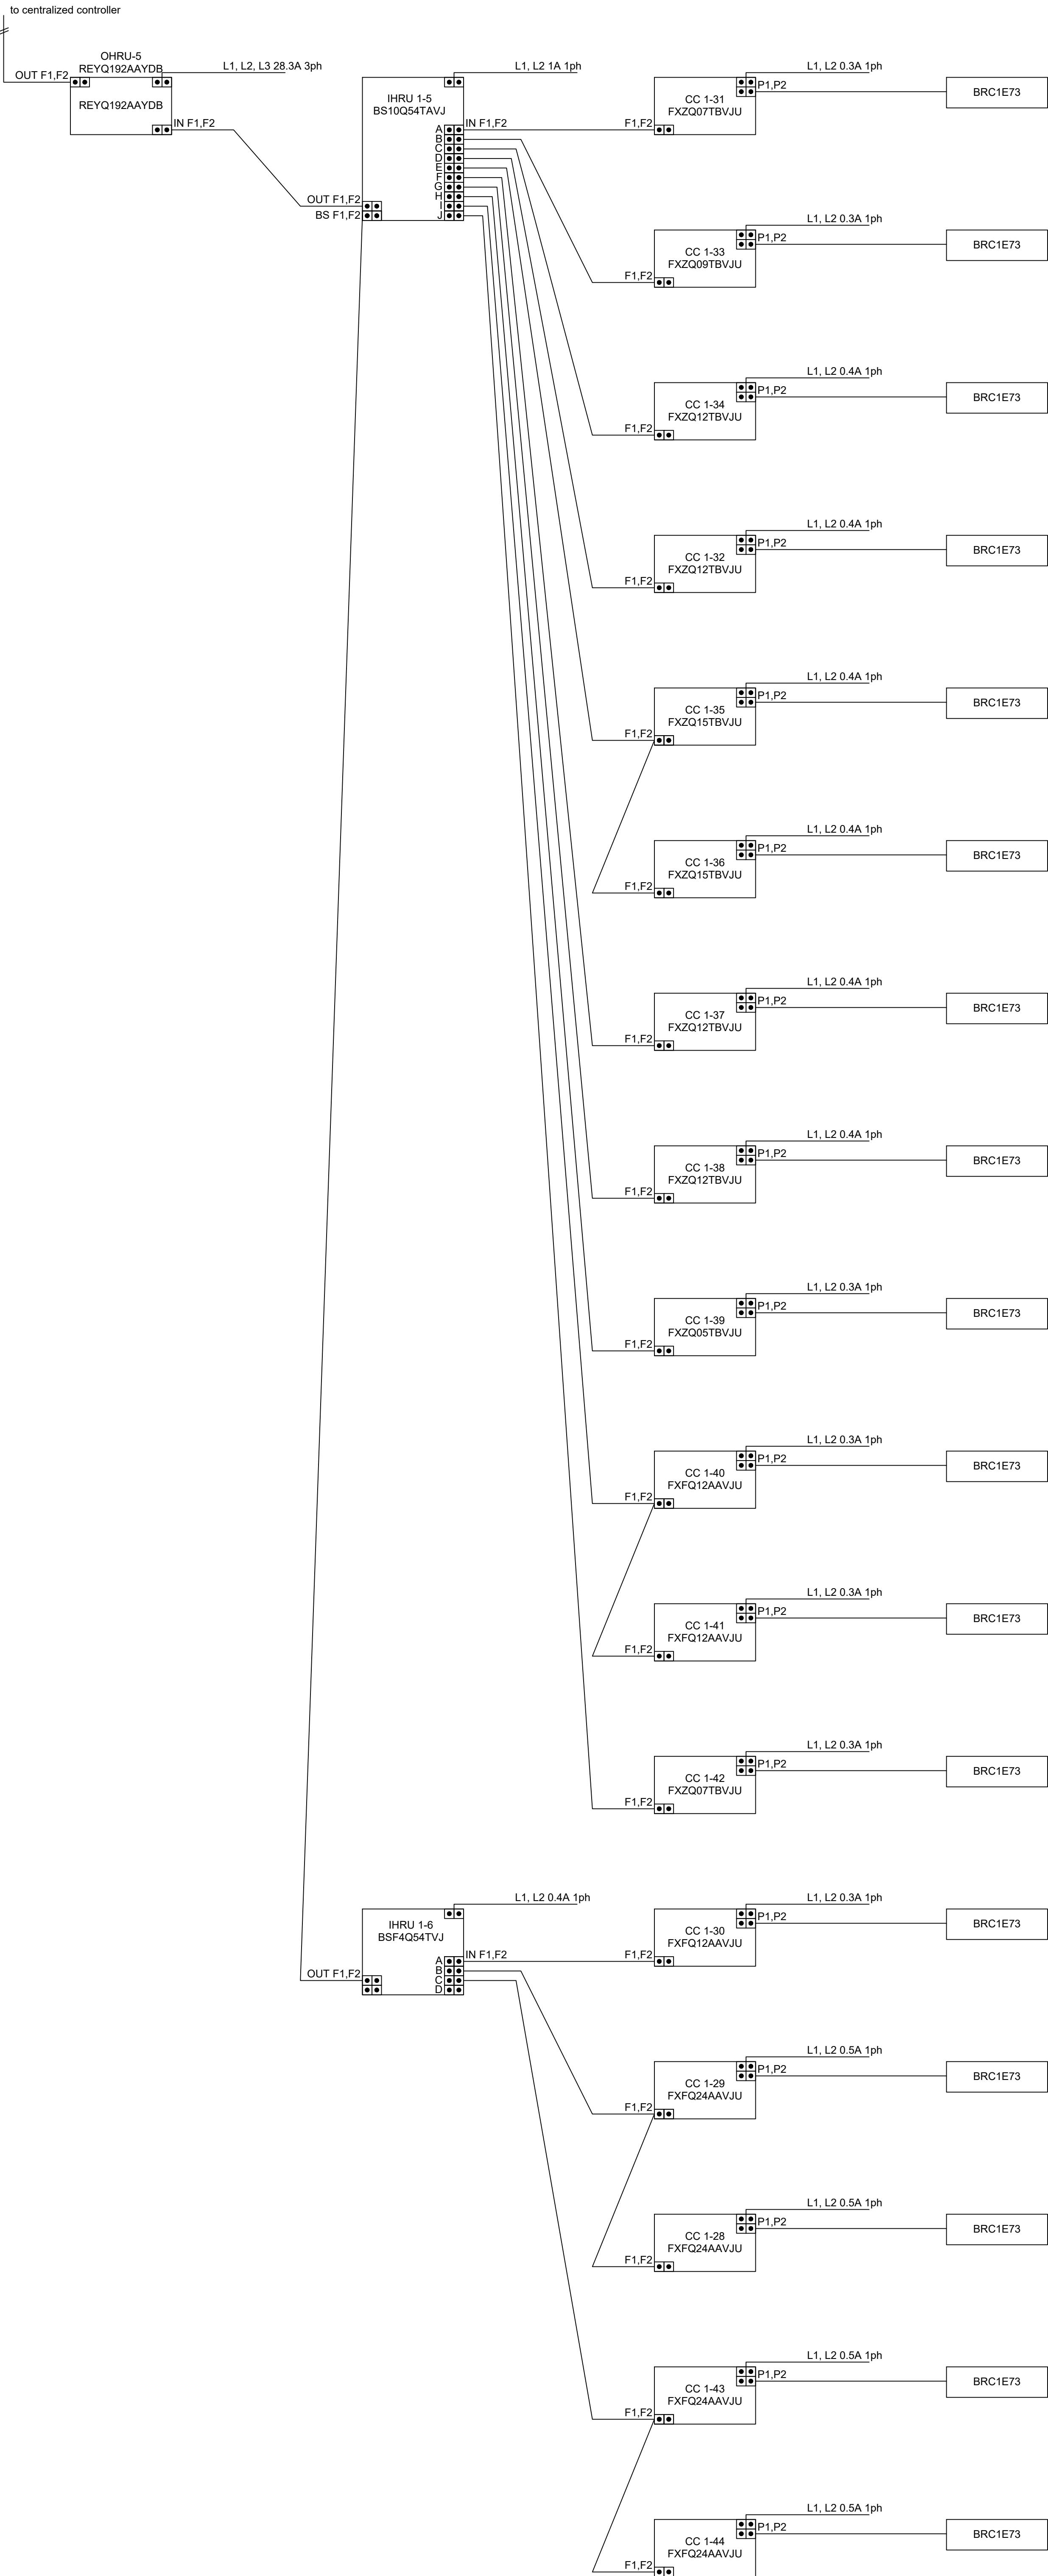 to centralized controller
OHRU-5
REYQ192AAYDB
OUT F1,F2
L1, L2, L3 28.3A 3ph
REYQ192AAYDB
IN F1,F2
L1, L2 1A 1ph
IHRU 1-5
BS10Q54TAVJ
A
B
C
D
E
F
G
H
I
J
IN F1,F2
OUT F1,F2
BS F1,F2
L1, L2 0.3A 1ph
CC 1-31
FXZQ07TBVJU
P1,P2
F1,F2
BRC1E73
L1, L2 0.3A 1ph
CC 1-33
FXZQ09TBVJU
P1,P2
F1,F2
BRC1E73
L1, L2 0.4A 1ph
CC 1-34
FXZQ12TBVJU
P1,P2
F1,F2
BRC1E73
L1, L2 0.4A 1ph
CC 1-32
FXZQ12TBVJU
P1,P2
F1,F2
BRC1E73
L1, L2 0.4A 1ph
CC 1-35
FXZQ15TBVJU
P1,P2
F1,F2
BRC1E73
L1, L2 0.4A 1ph
CC 1-36
FXZQ15TBVJU
P1,P2
F1,F2
BRC1E73
L1, L2 0.4A 1ph
CC 1-37
FXZQ12TBVJU
P1,P2
F1,F2
BRC1E73
L1, L2 0.4A 1ph
CC 1-38
FXZQ12TBVJU
P1,P2
F1,F2
BRC1E73
L1, L2 0.3A 1ph
CC 1-39
FXZQ05TBVJU
P1,P2
F1,F2
BRC1E73
L1, L2 0.3A 1ph
CC 1-40
FXFQ12AAVJU
P1,P2
F1,F2
BRC1E73
L1, L2 0.3A 1ph
CC 1-41
FXFQ12AAVJU
P1,P2
F1,F2
BRC1E73
L1, L2 0.3A 1ph
CC 1-42
FXZQ07TBVJU
P1,P2
F1,F2
BRC1E73
L1, L2 0.4A 1ph
IHRU 1-6
BSF4Q54TVJ
A
B
C
D
IN F1,F2
OUT F1,F2
L1, L2 0.3A 1ph
CC 1-30
FXFQ12AAVJU
P1,P2
F1,F2
BRC1E73
L1, L2 0.5A 1ph
CC 1-29
FXFQ24AAVJU
P1,P2
F1,F2
BRC1E73
L1, L2 0.5A 1ph
CC 1-28
FXFQ24AAVJU
P1,P2
F1,F2
BRC1E73
L1, L2 0.5A 1ph
CC 1-43
FXFQ24AAVJU
P1,P2
F1,F2
BRC1E73
L1, L2 0.5A 1ph
CC 1-44
FXFQ24AAVJU
P1,P2
F1,F2
BRC1E73